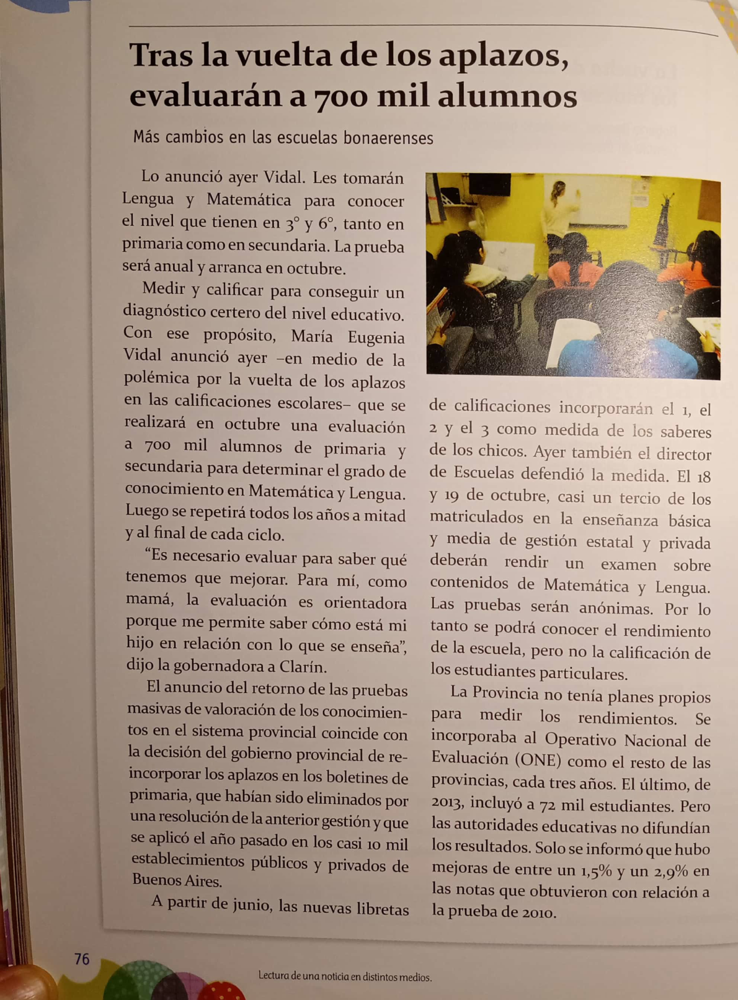 Tras la vuelta de los aplazos,
evaluarán a 700 mil alumnos
Más cambios en las escuelas bonaerenses
Lo anunció ayer Vidal. Les tomarán
Lengua y Matemática para conocer
el nivel que tienen en 3° y 6°, tanto en
primaria como en secundaria. La prueba
será anual y arranca en octubre.
Medir y calificar para conseguir un
diagnóstico certero del nivel educativo.
Con ese propósito, María Eugenia
Vidal anunció ayer –en medio de la
polémica por la vuelta de los aplazos
en las calificaciones escolares– que se
realizará en octubre una evaluación
a 700 mil alumnos de primaria y
secundaria para determinar el grado de
conocimiento en Matemática y Lengua.
Luego se repetirá todos los años a mitad
y al final de cada ciclo.
“Es necesario evaluar para saber qué
tenemos que mejorar. Para mí, como
mamá, la evaluación es orientadora
porque me permite saber cómo está mi
hijo en relación con lo que se enseña”,
dijo la gobernadora a Clarín.
El anuncio del retorno de las pruebas
masivas de valoración de los conocimien-
tos en el sistema provincial coincide con
la decisión del gobierno provincial de re-
incorporar los aplazos en los boletines de
primaria, que habían sido eliminados por
una resolución de la anterior gestión y que
se aplicó el año pasado en los casi 10 mil
establecimientos públicos y privados de
Buenos Aires.
A partir de junio, las nuevas libretas
de calificaciones incorporarán el 1, el
2 y el 3 como medida de los saberes
de los chicos. Ayer también el director
de Escuelas defendió la medida. El 18
y 19 de octubre, casi un tercio de los
matriculados en la enseñanza básica
y media de gestión estatal y privada
deberán rendir un examen sobre
contenidos de Matemática y Lengua.
Las pruebas serán anónimas. Por lo
tanto se podrá conocer el rendimiento
de la escuela, pero no la calificación de
los estudiantes particulares.
La Provincia no tenía planes propios
para medir los rendimientos. Se
incorporaba al Operativo Nacional de
Evaluación (ONE) como el resto de las
provincias, cada tres años. El último, de
2013, incluyó a 72 mil estudiantes. Pero
las autoridades educativas no difundían
los resultados. Solo se informó que hubo
mejoras de entre un 1,5% y un 2,9% en
las notas que obtuvieron con relación a
la prueba de 2010.
76
Lectura de una noticia en distintos medios.